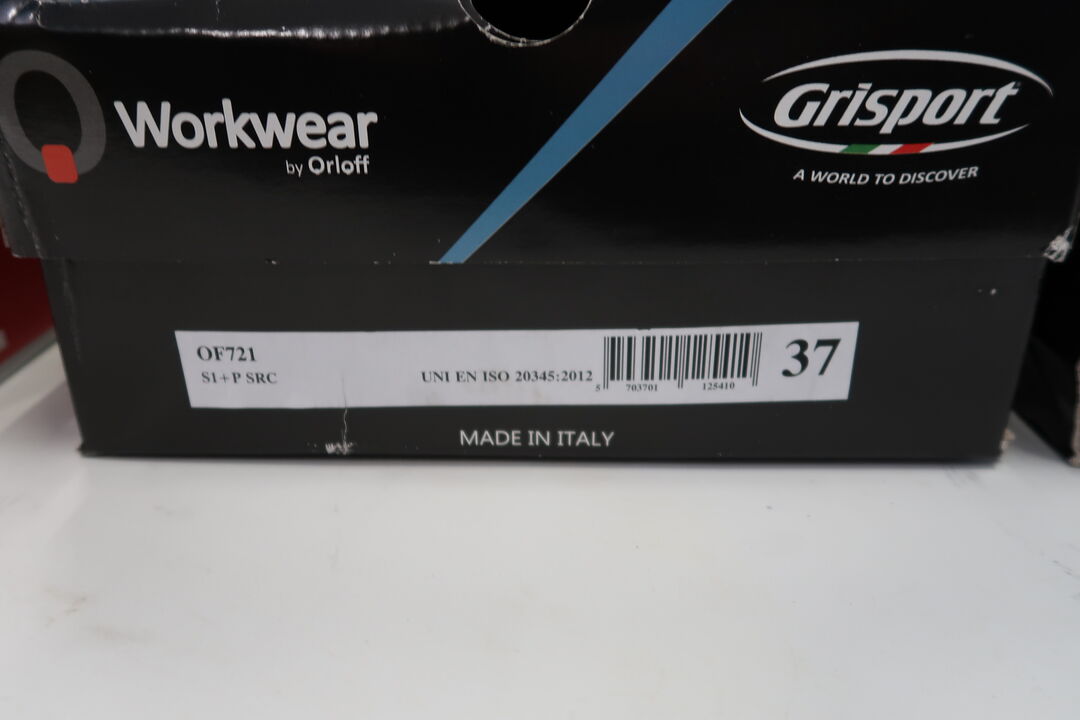 Workwear
by Orloff
Grisport
A WORLD TO DISCOVER
OF721
S1+P SRC
UNI EN ISO 20345:2012
5 703701 125410
37
MADE IN ITALY